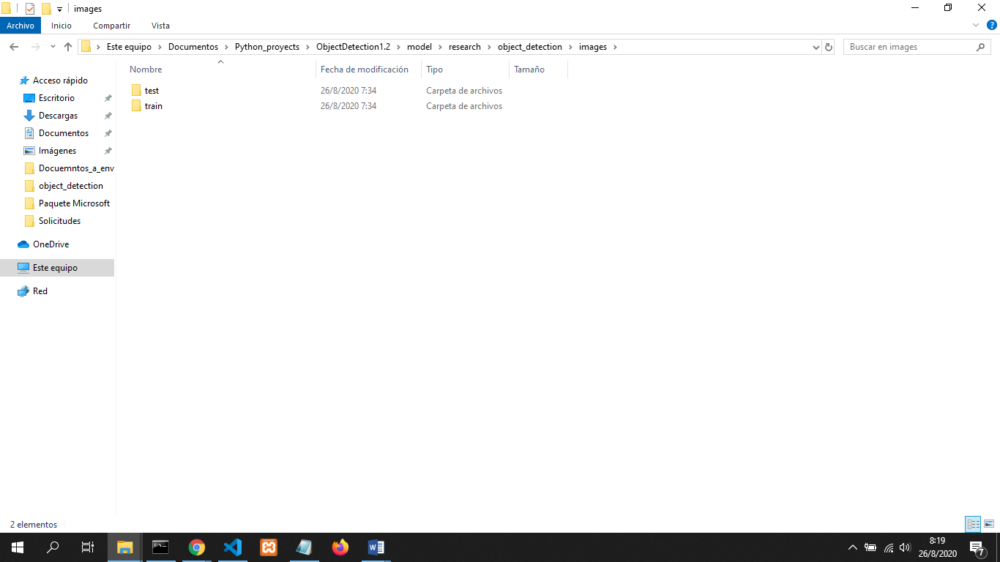 images
Archivo Inicio Compartir Vista
Este equipo Documentos Python_proyects ObjectDetection1.2 model research object_detection images
Buscar en images
Nombre Fecha de modificación Tipo Tamaño
test 26/8/2020 7:34 Carpeta de archivos
train 26/8/2020 7:34 Carpeta de archivos
Acceso rápido
Escritorio
Descargas
Documentos
Imágenes
Docuemntos_a_env
object_detection
Paquete Microsoft
Solicitudes
OneDrive
Este equipo
Red
2 elementos
8:19
26/8/2020
7